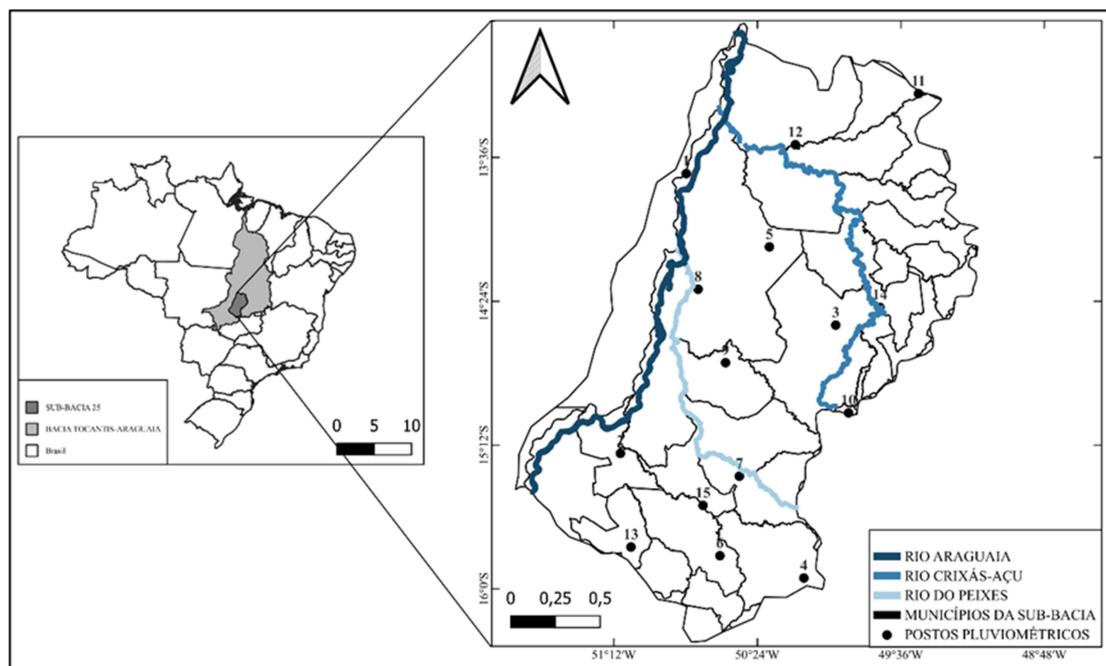 SUB-BACIA 25
BACIA TOCANTIS-ARAGUAIA
Brasil
0 5 10
11
12
1
5
8
14
3
10
7
15
13
6
4
13°36'S
14°24'S
15°12'S
16°0'S
0 0,25 0,5
RIO ARAGUAIA
RIO CRIXÁS-AÇU
RIO DO PEIXES
MUNICÍPIOS DA SUB-BACIA
POSTOS PLUVIOMÉTRICOS
51°12'W 50°24'W 49°36'W 48°48'W